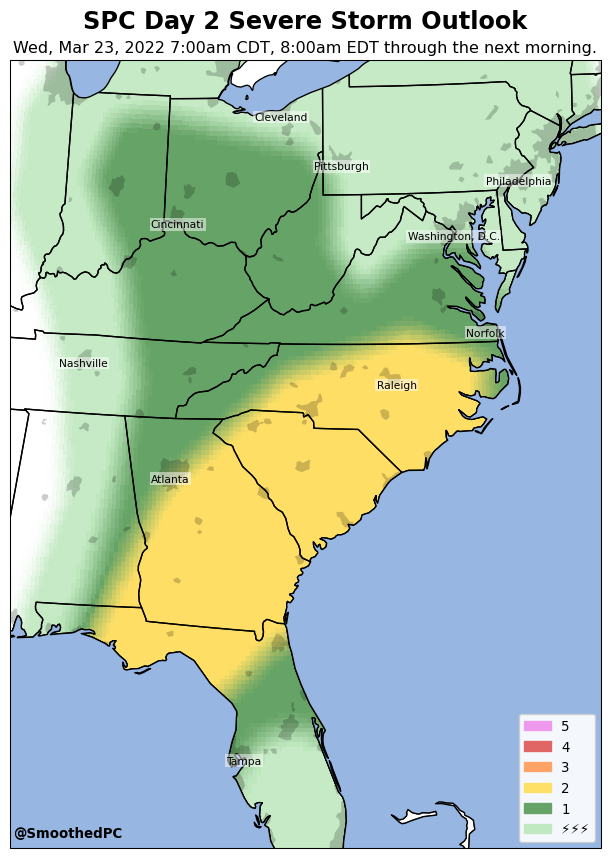 SPC Day 2 Severe Storm Outlook
Wed, Mar 23, 2022 7:00am CDT, 8:00am EDT through the next morning.
Cleveland
Pittsburgh
Philadelphia
Cincinnati
Washington, D.C.
Norfolk
Nashville
Raleigh
Atlanta
Tampa
5
4
3
2
1
⚡⚡⚡
@SmoothedPC